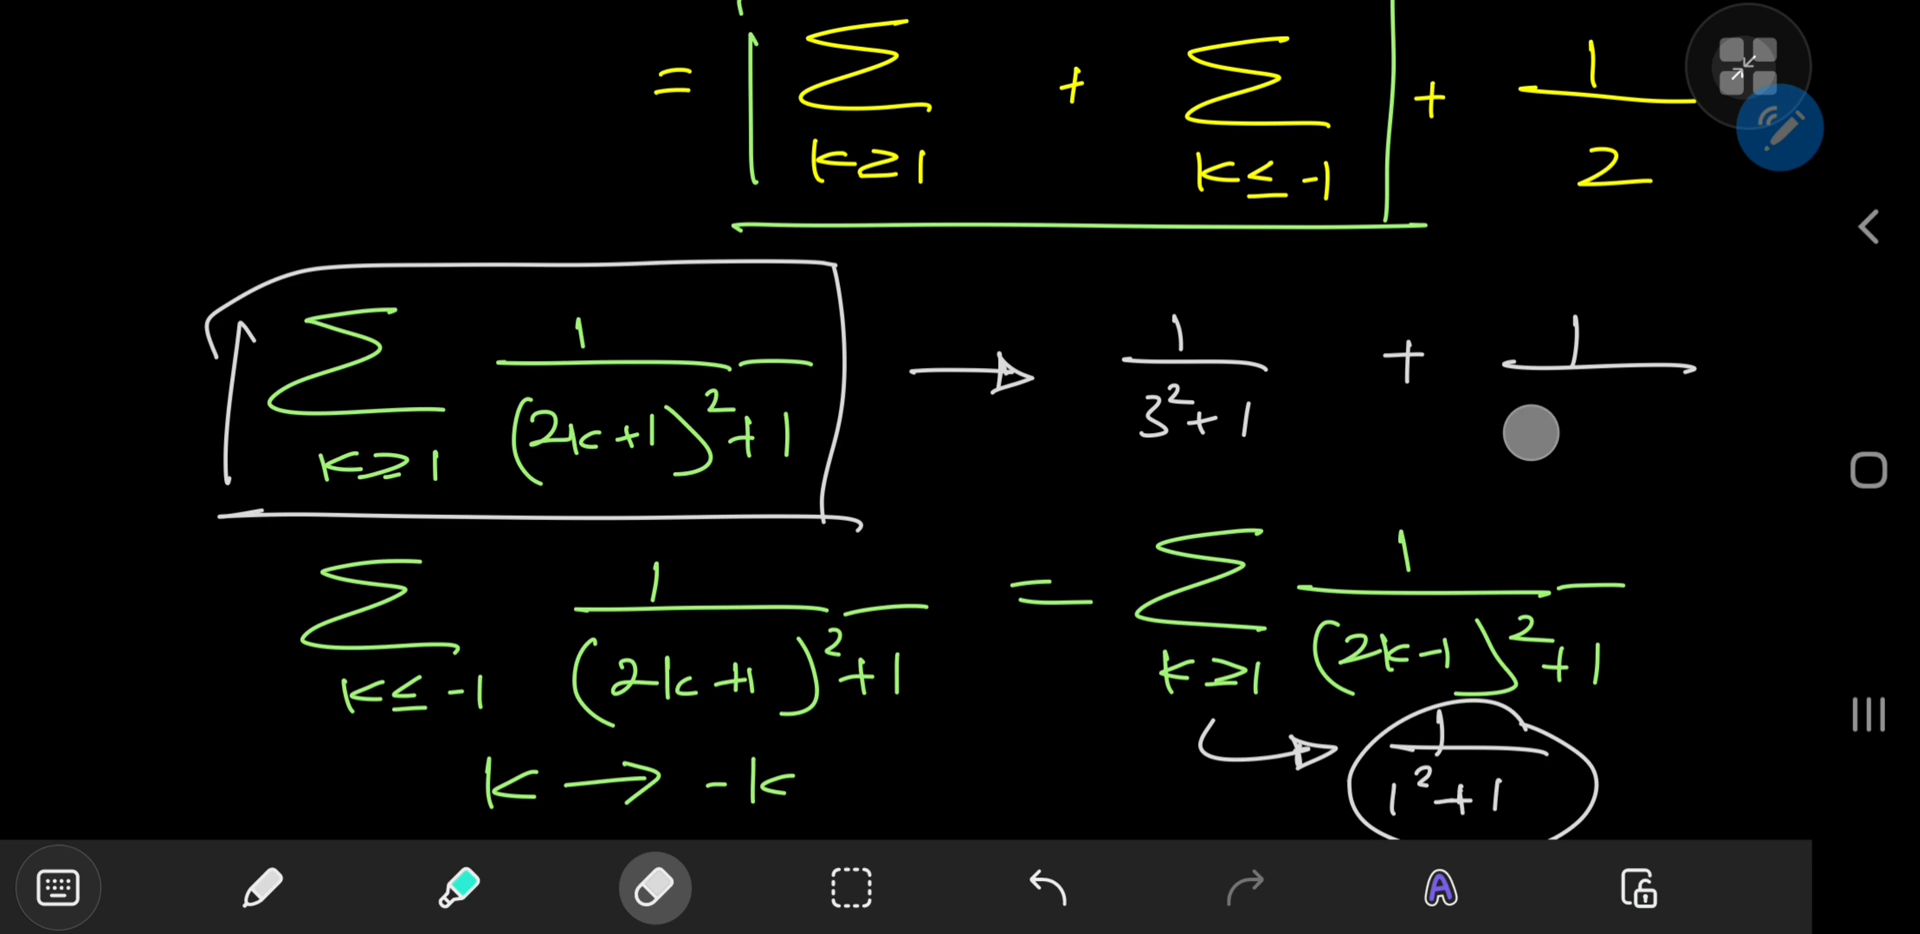 = | ∑ k≥1 + ∑ k≤-1 | + 1/2
∑ k≥1 1/((2k+1)²+1) → 1/(3²+1) + 1/
∑ k≤-1 1/((2k+1)²+1) = ∑ k≥1 1/((2k-1)²+1)
k → -k
1/(1²+1)
A